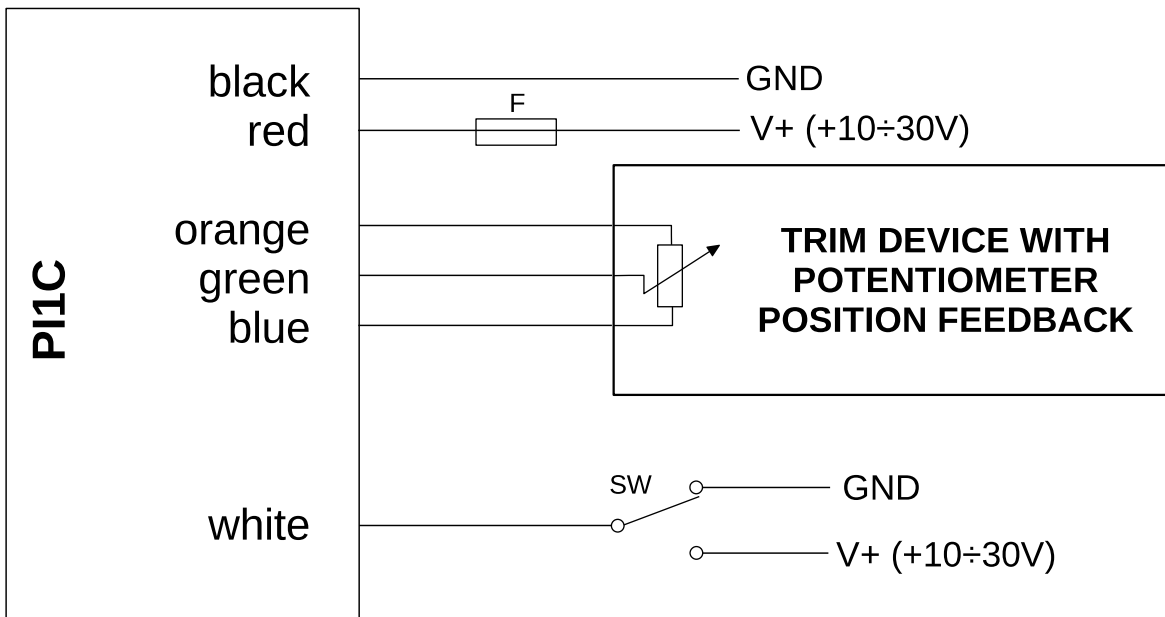 PI1C
black
red
orange
green
blue
white
F
GND
V+ (+10÷30V)
TRIM DEVICE WITH
POTENTIOMETER
POSITION FEEDBACK
SW
GND
V+ (+10÷30V)